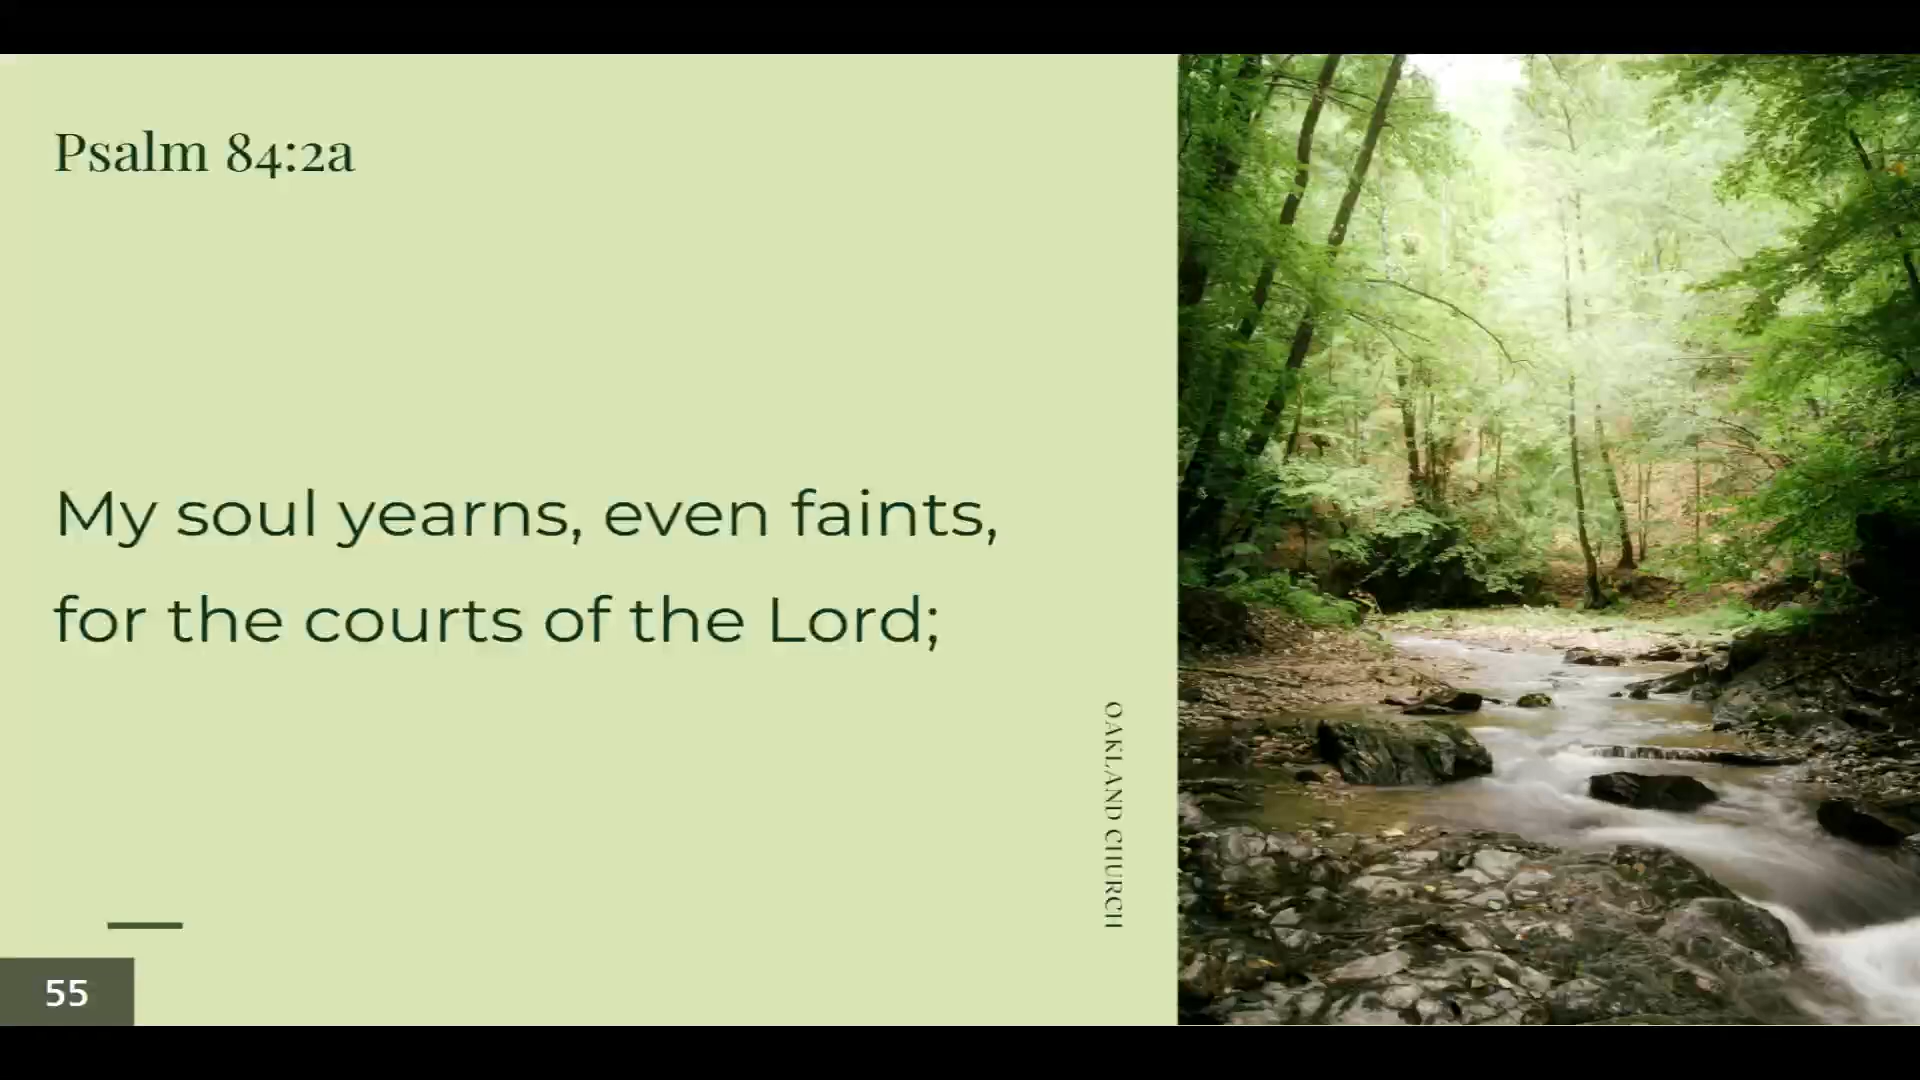 Psalm 84:2a
My soul yearns, even faints,
for the courts of the Lord;
OAKLAND CHURCH
55